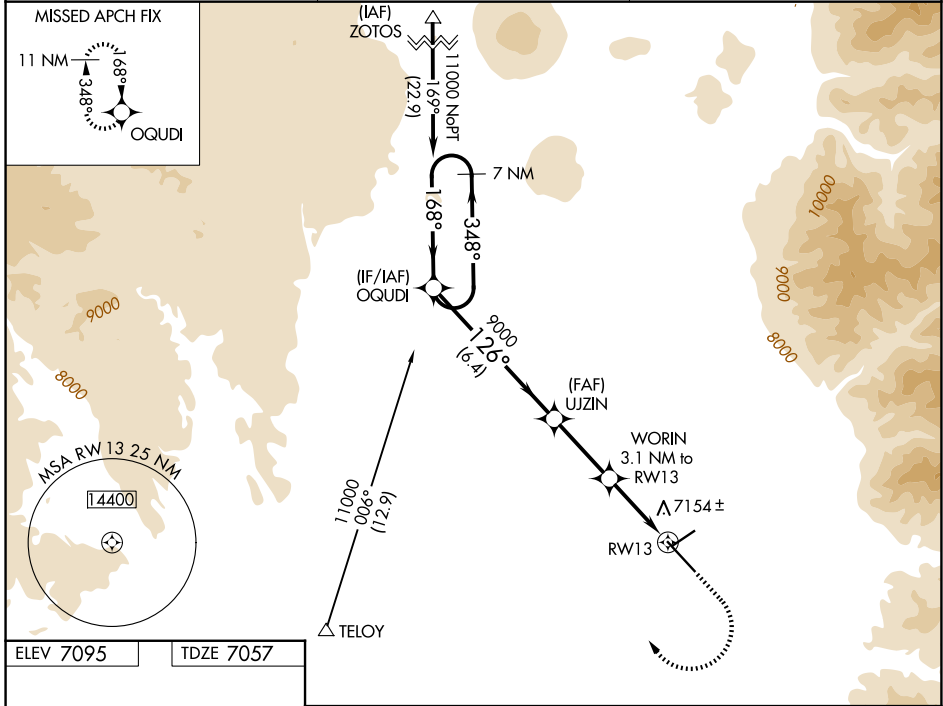 MISSED APCH FIX
11 NM
168°
348°
OQUDI
(IAF)
ZOTOS
11000 NoPT
169°
(22.9)
7 NM
168°
348°
(IF/IAF)
OQUDI
9000
126°
(6.4)
(FAF)
UJZIN
WORIN
3.1 NM to
RW13
7154 ±
RW13
11000
006°
(12.9)
TELOY
10000
9000
8000
9000
8000
MSA RW 13 25 NM
14400
ELEV 7095
TDZE 7057